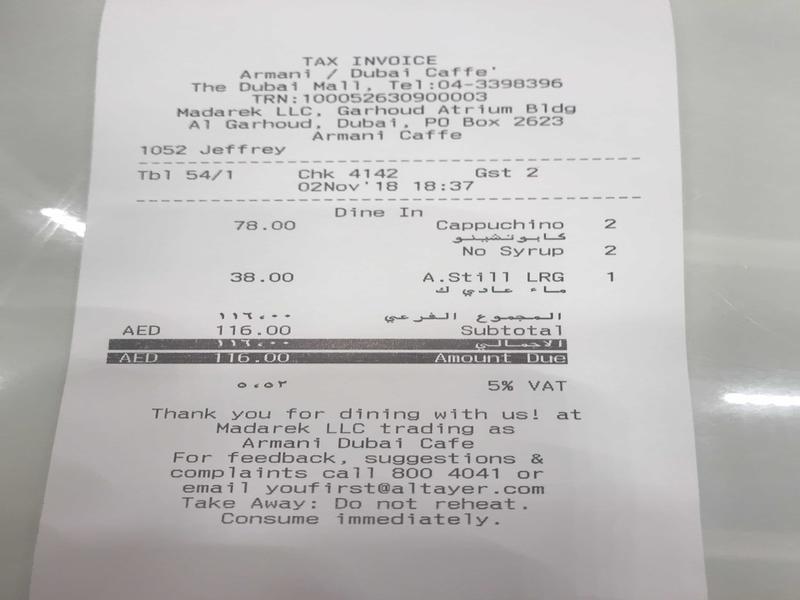 TAX INVOICE
Armani / Dubai Caffe'
The Dubai Mall, Tel:04-3398396
TRN:100052630900003
Madarek LLC, Garhoud Atrium Bldg
Al Garhoud, Dubai, PO Box 2623
Armani Caffe
1052 Jeffrey
Tbl 54/1 Chk 4142 Gst 2
02Nov'18 18:37
Dine In
78.00 Cappuchino 2
كابوتشينو
No Syrup 2
38.00 A.Still LRG 1
ماء عادي ك
١١٦.٠٠ المجموع الفرعي
AED 116.00 Subtotal
١١٦.٠٠ الاجمالي
AED 116.00 Amount Due
٥.٥٢ 5% VAT
Thank you for dining with us! at
Madarek LLC trading as
Armani Dubai Cafe
For feedback, suggestions &
complaints call 800 4041 or
email youfirst@altayer.com
Take Away: Do not reheat.
Consume immediately.